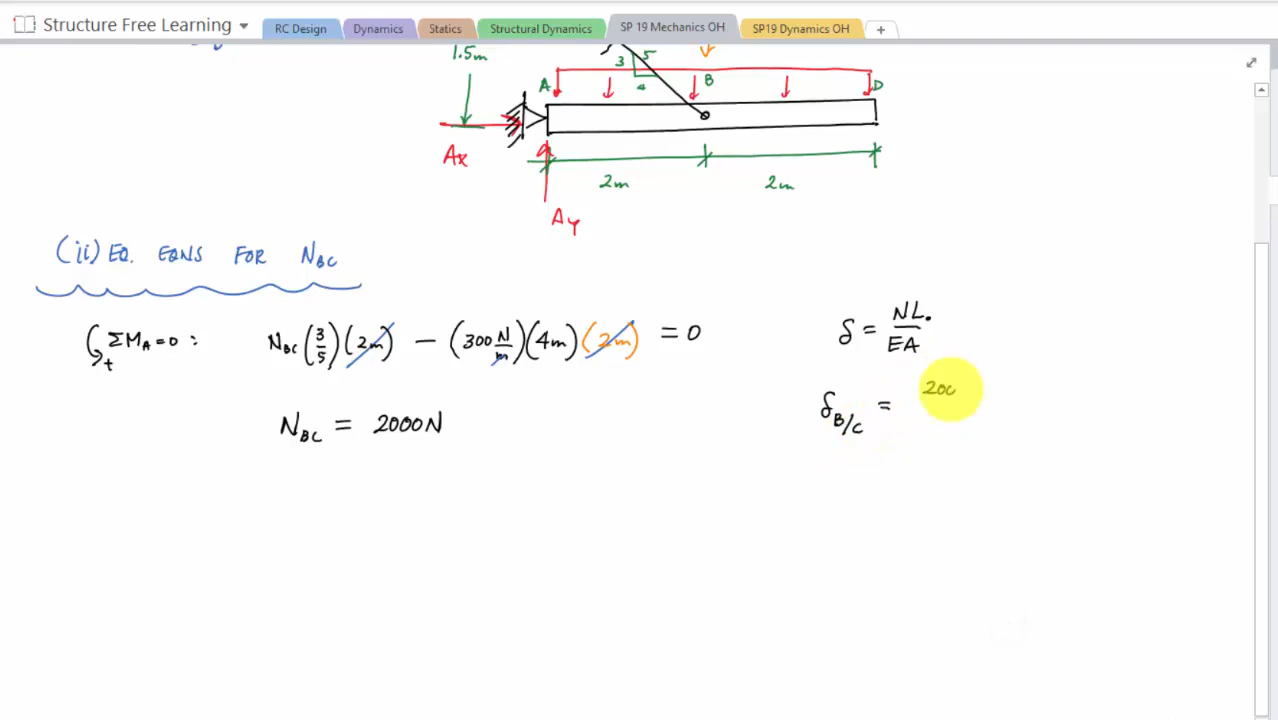 Structure Free Learning
RC Design
Dynamics
Statics
Structural Dynamics
SP 19 Mechanics OH
SP19 Dynamics OH
1.5m
3 5
4
A B D
Ax
2m 2m
Ay
(ii) EQ. EQNS FOR NBC
ΣMA=0: NBC (3/5)(2m) − (300 N/m)(4m)(2m) = 0
+
NBC = 2000N
δ = NL/EA
δB/C = 200